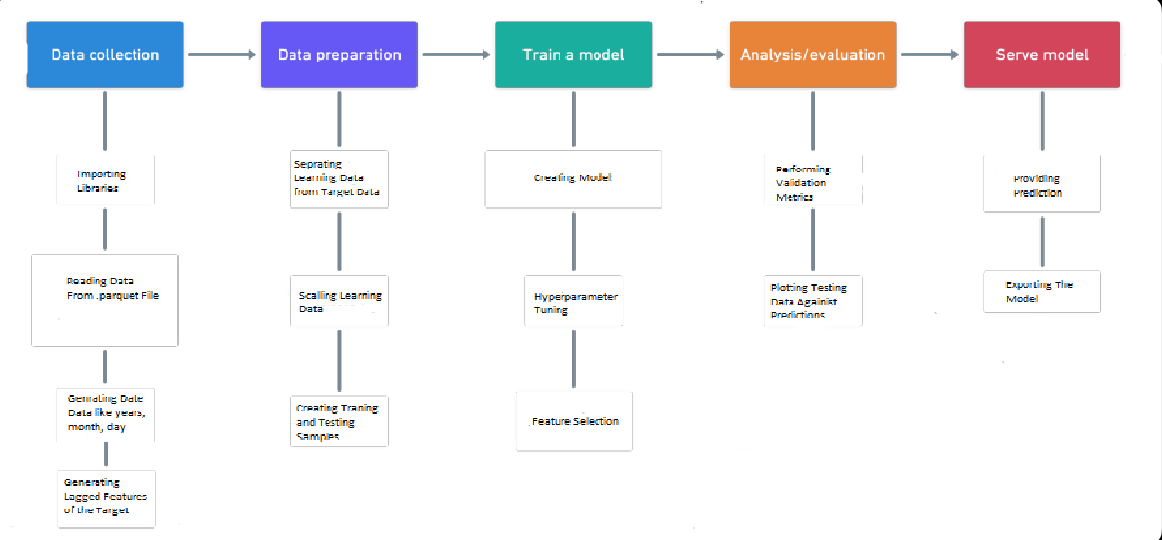 Data collection
Data preparation
Train a model
Analysis/evaluation
Serve model
Importing
Libraries
Reading Data
From .parquet File
Genrating Date
Data like years,
month, day
Generating
Lagged Features
of the Target
Seprating
Learning Data
from Target Data
Scalling Learning
Data
Creating Traning
and Testing
Samples
Creating Model
Hyperparameter
Tuning
Feature Selection
Performing
Validation
Metrics
Plotting Testing
Data Against
Predictions
Providing
Prediction
Exporting The
Model